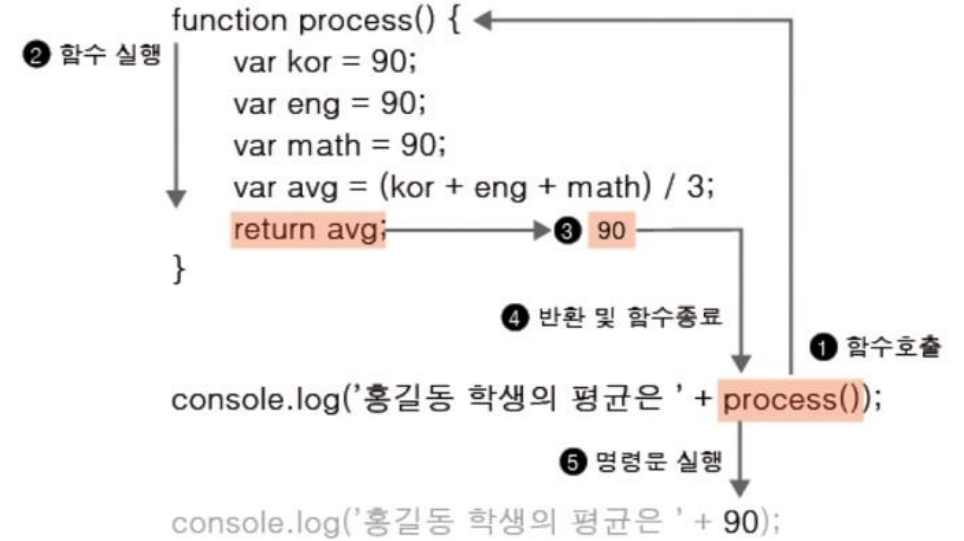 function process() {
❷ 함수 실행
var kor = 90;
var eng = 90;
var math = 90;
var avg = (kor + eng + math) / 3;
return avg;
❸ 90
}
❹ 반환 및 함수종료
❶ 함수호출
console.log('홍길동 학생의 평균은 ' + process());
❺ 명령문 실행
console.log('홍길동 학생의 평균은 ' + 90);